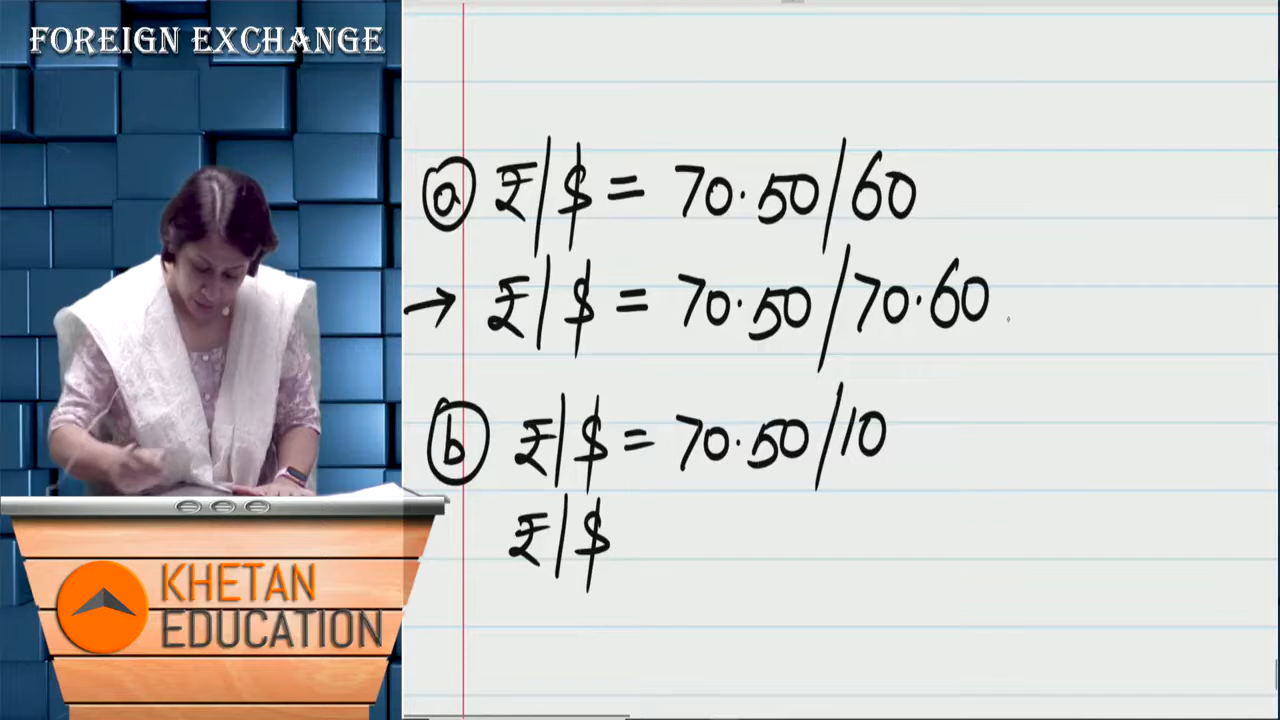 FOREIGN EXCHANGE
ⓐ ₹|$ = 70.50/60
→ ₹|$ = 70.50/70.60
ⓑ ₹|$ = 70.50/10
₹|$
KHETAN
EDUCATION